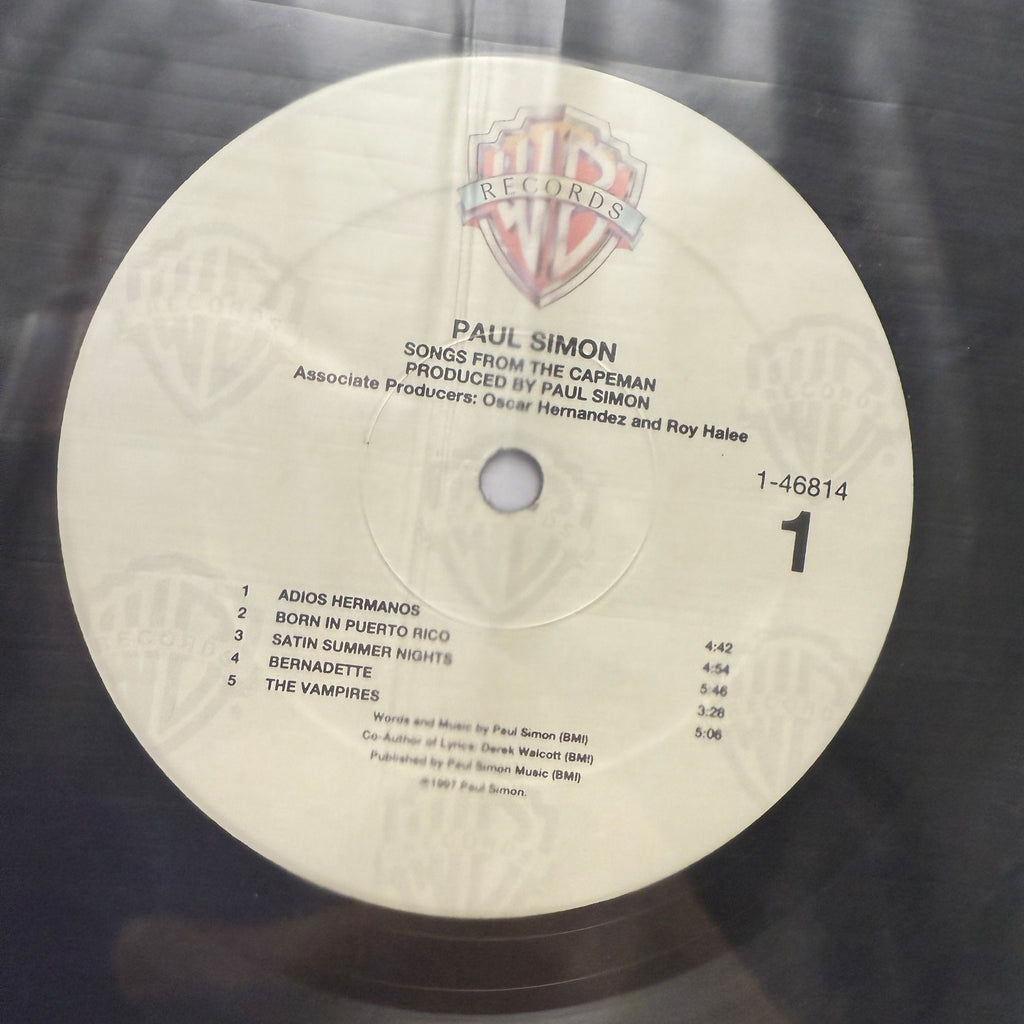 WB
RECORDS
PAUL SIMON
SONGS FROM THE CAPEMAN
PRODUCED BY PAUL SIMON
Associate Producers: Oscar Hernandez and Roy Halee
1-46814
1
1 ADIOS HERMANOS 4:42
2 BORN IN PUERTO RICO 4:54
3 SATIN SUMMER NIGHTS 5:46
4 BERNADETTE 3:28
5 THE VAMPIRES 5:06
Words and Music by Paul Simon (BMI)
Co-Author of Lyrics: Derek Walcott (BMI)
Published by Paul Simon Music (BMI)
℗1997 Paul Simon.